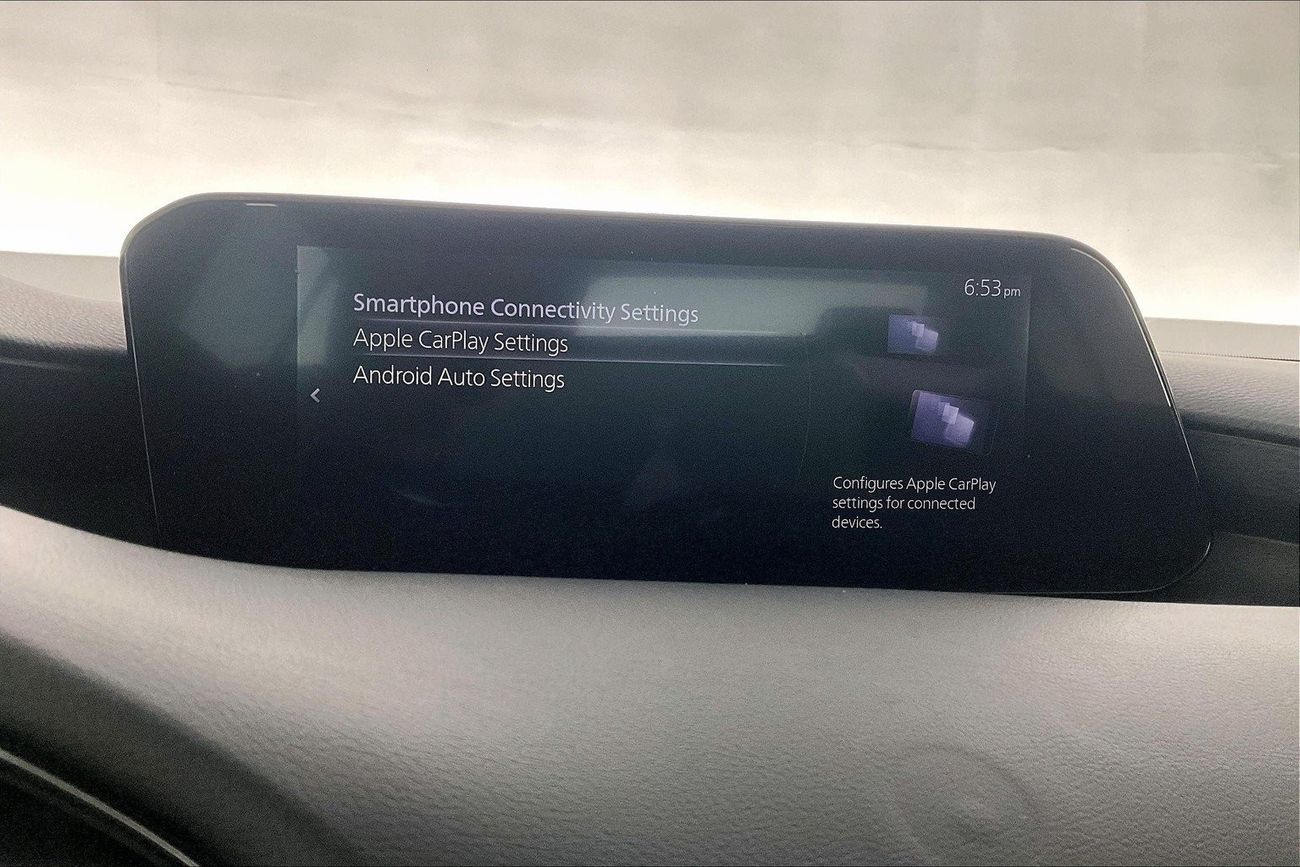 6:53 pm
Smartphone Connectivity Settings
Apple CarPlay Settings
Android Auto Settings
Configures Apple CarPlay
settings for connected
devices.